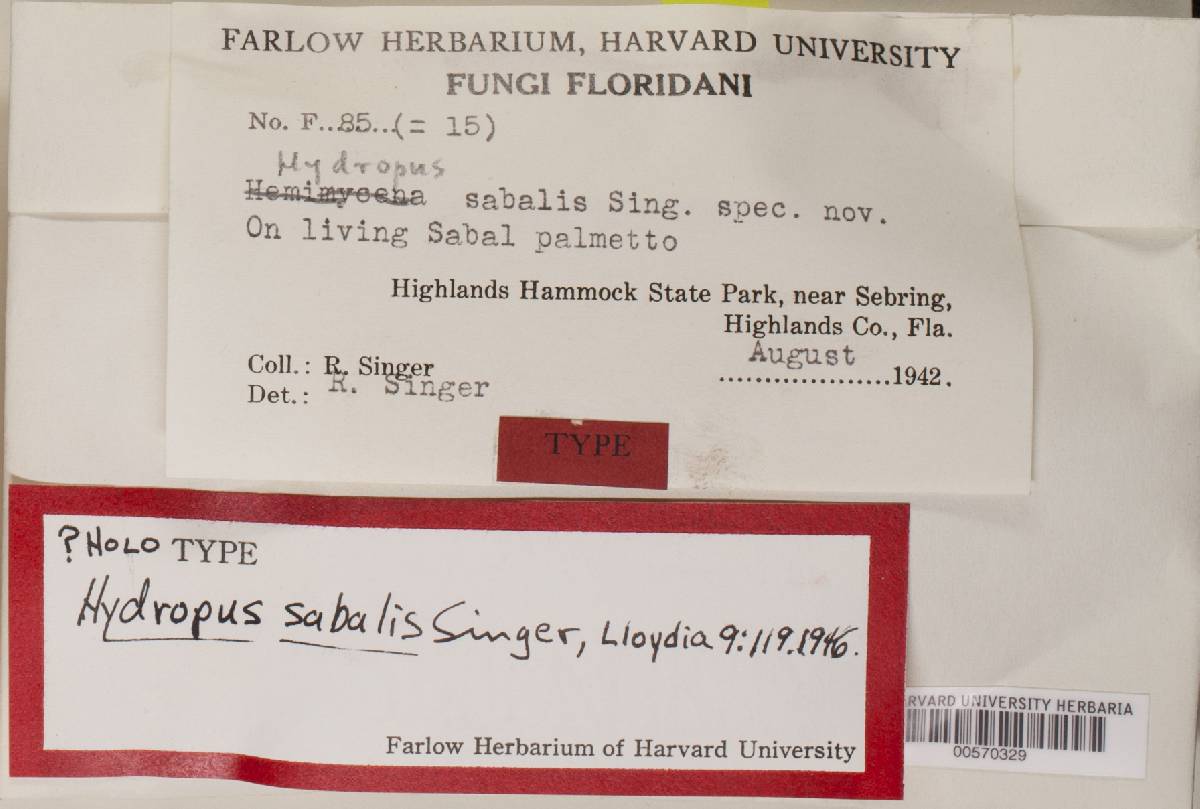 FARLOW HERBARIUM, HARVARD UNIVERSITY
FUNGI FLORIDANI
No. F..85..(= 15)
Hydropus
Hemimycena sabalis Sing. spec. nov.
On living Sabal palmetto
Highlands Hammock State Park, near Sebring,
Highlands Co., Fla.
August
...................1942.
Coll.: R. Singer
Det.: R. Singer
TYPE
? HOLO TYPE
Hydropus sabalis Singer, Lloydia 9:119.1946.
Farlow Herbarium of Harvard University
RVARD UNIVERSITY HERBARIA
00570329